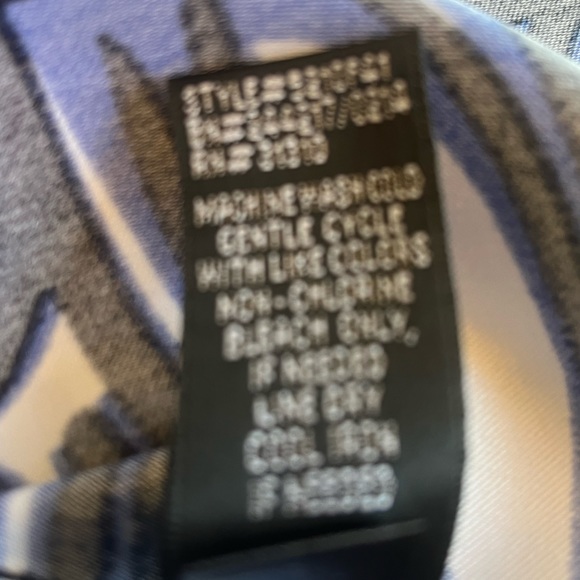 MACHINE WASH COLD
GENTLE CYCLE
WITH LIKE COLORS
NON-CHLORINE
BLEACH ONLY,
IF NEEDED
LINE DRY
COOL IRON
IF NEEDED